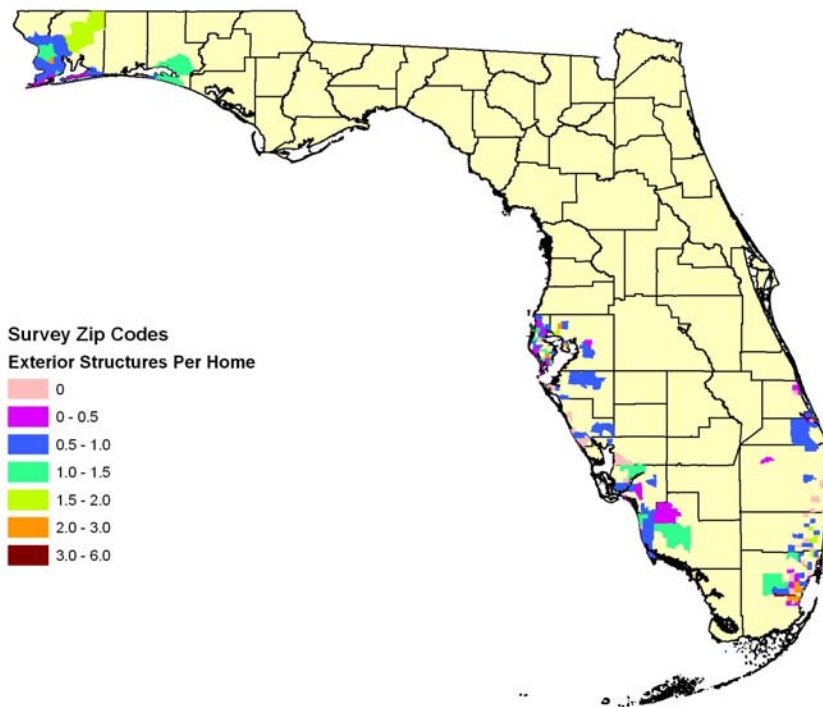 Survey Zip Codes
Exterior Structures Per Home
0
0 - 0.5
0.5 - 1.0
1.0 - 1.5
1.5 - 2.0
2.0 - 3.0
3.0 - 6.0